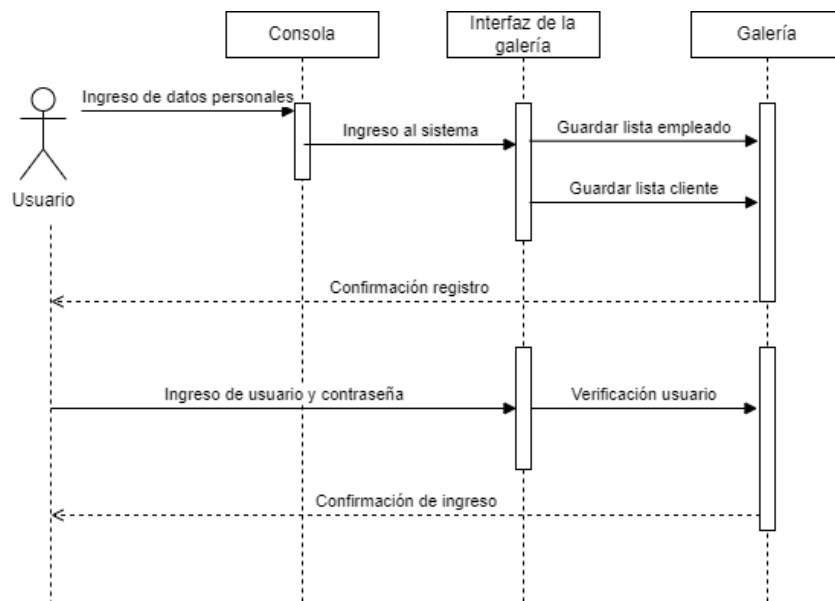 Consola
Interfaz de la
galería
Galería
Ingreso de datos personales
Ingreso al sistema
Guardar lista empleado
Usuario
Guardar lista cliente
Confirmación registro
Ingreso de usuario y contraseña
Verificación usuario
Confirmación de ingreso